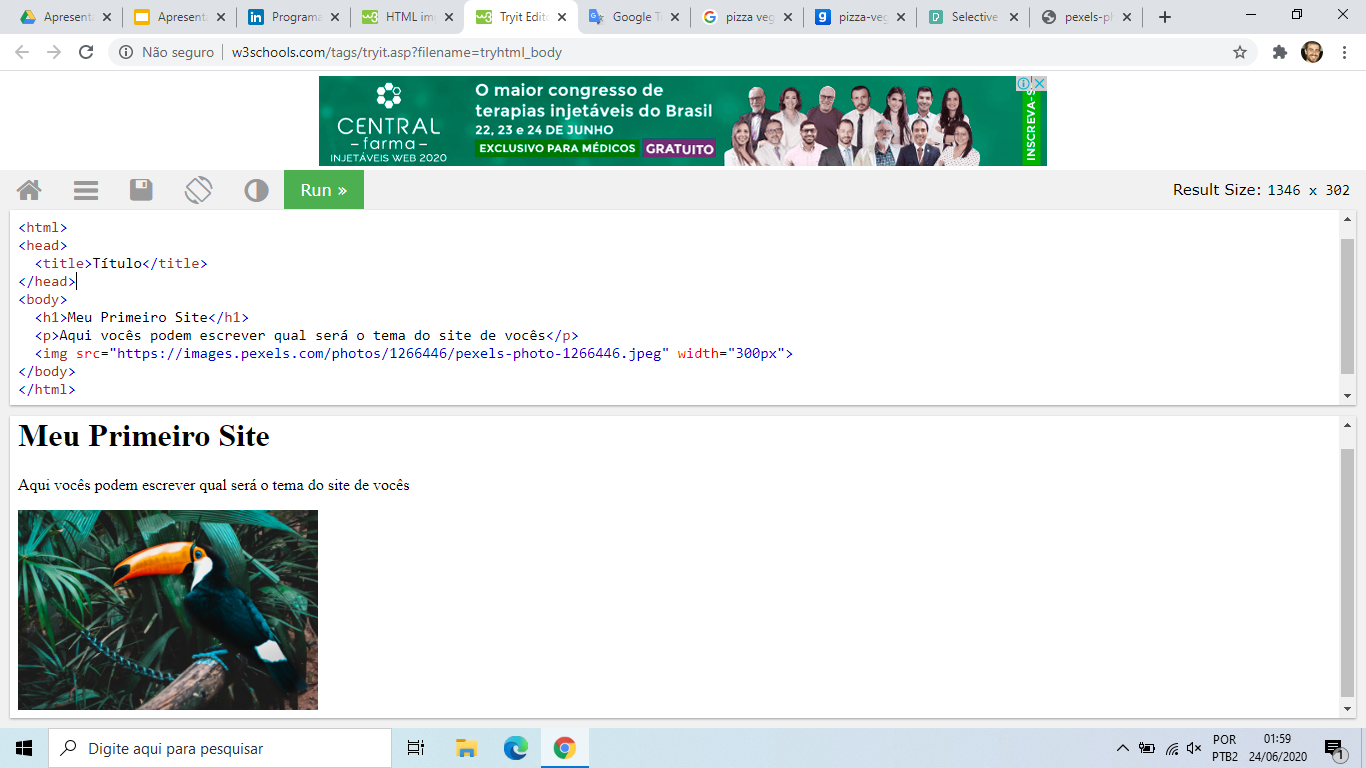 Apresenta
Apresenta
Programa
HTML im
Tryit Edit
Google T
pizza veg
pizza-veg
Selective
pexels-ph
Não seguro
w3schools.com/tags/tryit.asp?filename=tryhtml_body
CENTRAL
farma
INJETÁVEIS WEB 2020
O maior congresso de
terapias injetáveis do Brasil
22, 23 e 24 DE JUNHO
EXCLUSIVO PARA MÉDICOS GRATUITO
INSCREVA-S
Run »
Result Size: 1346 x 302
<html>
<head>
<title>Título</title>
</head>
<body>
<h1>Meu Primeiro Site</h1>
<p>Aqui vocês podem escrever qual será o tema do site de vocês</p>
<img src="https://images.pexels.com/photos/1266446/pexels-photo-1266446.jpeg" width="300px">
</body>
</html>
Meu Primeiro Site
Aqui vocês podem escrever qual será o tema do site de vocês
Digite aqui para pesquisar
POR
PTB2
01:59
24/06/2020
1